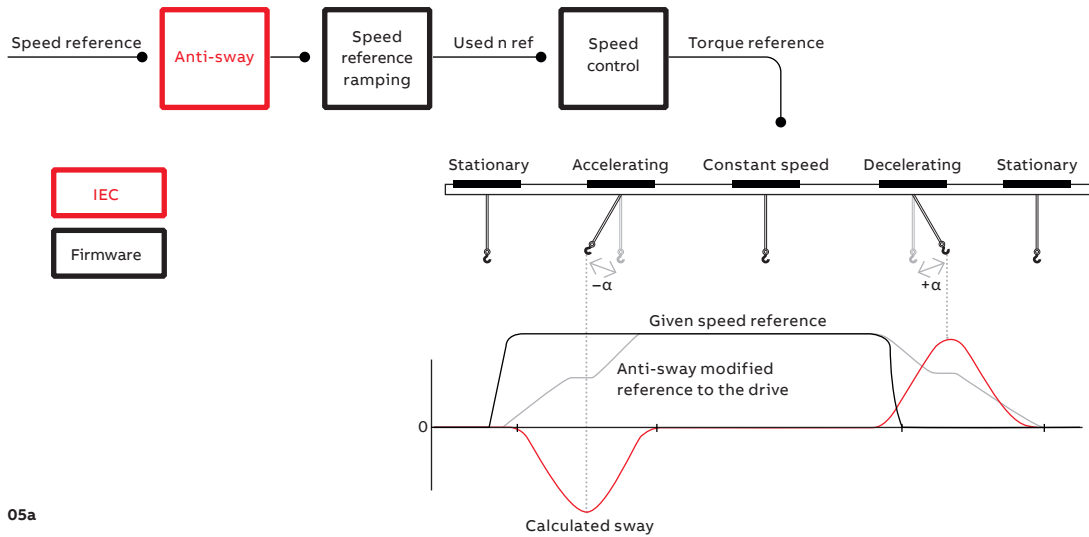 Speed reference
Anti-sway
Speed
reference
ramping
Used n ref
Speed
control
Torque reference
IEC
Firmware
Stationary
Accelerating
Constant speed
Decelerating
Stationary
–α
+α
Given speed reference
Anti-sway modified
reference to the drive
0
Calculated sway
05a